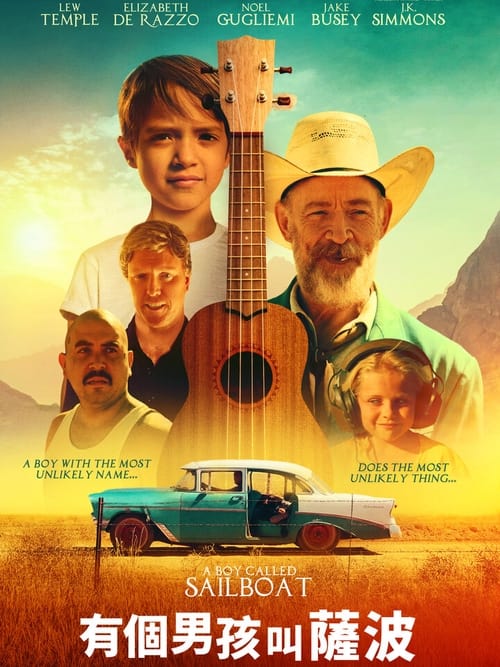 LEW TEMPLE
ELIZABETH DE RAZZO
NOEL GUGLIEMI
JAKE BUSEY
J.K. SIMMONS
A BOY WITH THE MOST
UNLIKELY NAME...
DOES THE MOST
UNLIKELY THING...
A BOY CALLED
SAILBOAT
有個男孩叫薩波